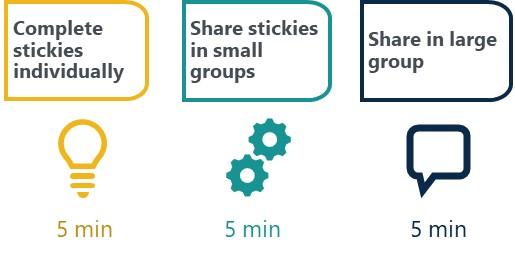 Complete
stickies
individually
Share stickies
in small
groups
Share in large
group
5 min
5 min
5 min